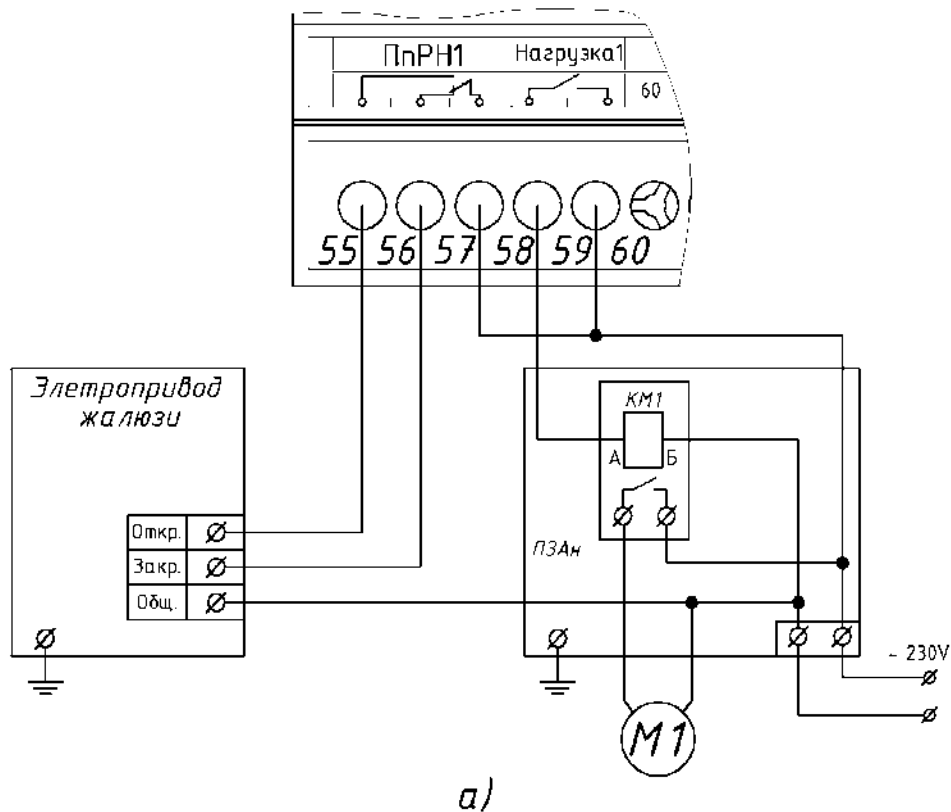 ПпРН1 Нагрузка1
60
55 56 57 58 59 60
Элетропривод
жалюзи
КМ1
А Б
Откр.
ПЗАн
Закр.
Общ.
~ 230V
М1
а)